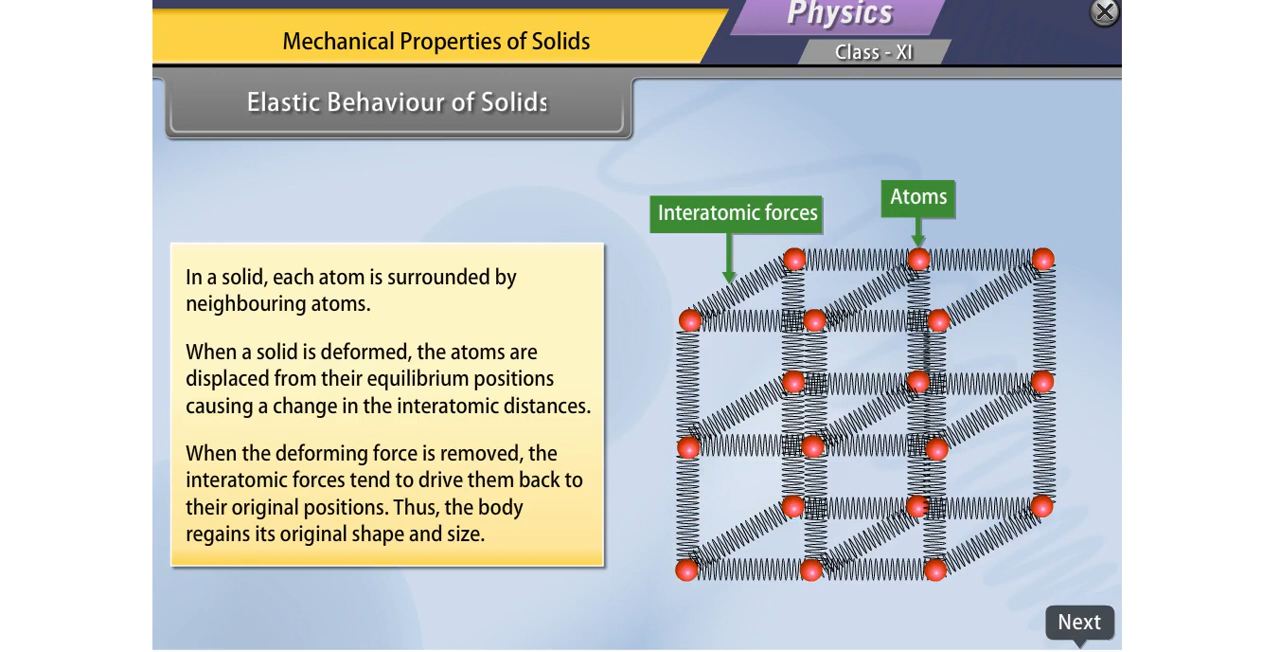 Physics
Mechanical Properties of Solids
Class - XI
Elastic Behaviour of Solids
Interatomic forces
Atoms
In a solid, each atom is surrounded by
neighbouring atoms.
When a solid is deformed, the atoms are
displaced from their equilibrium positions
causing a change in the interatomic distances.
When the deforming force is removed, the
interatomic forces tend to drive them back to
their original positions. Thus, the body
regains its original shape and size.
Next